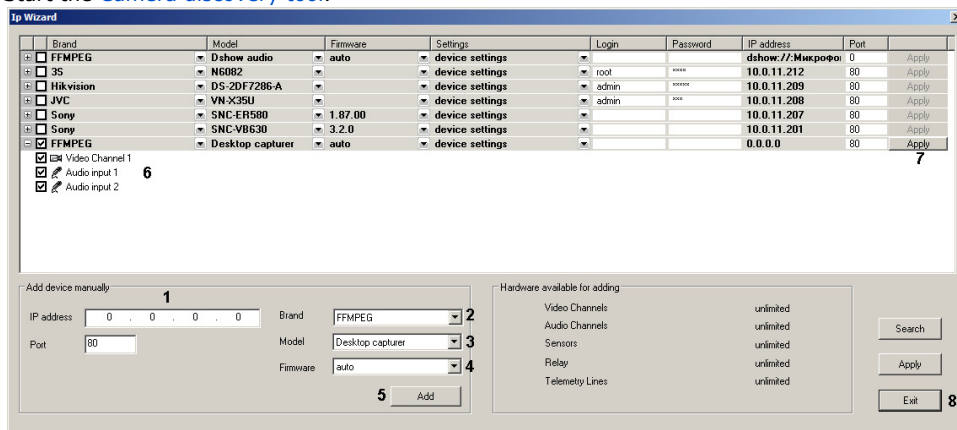 Start the Camera discovery tool.
Ip Wizard
Brand Model Firmware Settings Login Password IP address Port
FFMPEG Dshow audio auto device settings dshow://:Микрофо 0 Apply
3S N6082 device settings root **** 10.0.11.212 80 Apply
Hikvision DS-2DF7286-A device settings admin ***** 10.0.11.209 80 Apply
JVC VN-X35U device settings admin *** 10.0.11.208 80 Apply
Sony SNC-ER580 1.87.00 device settings 10.0.11.207 80 Apply
Sony SNC-VB630 3.2.0 device settings 10.0.11.201 80 Apply
FFMPEG Desktop capturer auto device settings 0.0.0.0 80 Apply
Video Channel 1 7
Audio input 1 6
Audio input 2
Add device manually
1
IP address 0 . 0 . 0 . 0
Port 80
Brand FFMPEG 2
Model Desktop capturer 3
Firmware auto 4
5 Add
Hardware available for adding
Video Channels unlimited
Audio Channels unlimited
Sensors unlimited
Relay unlimited
Telemetry Lines unlimited
Search
Apply
Exit 8